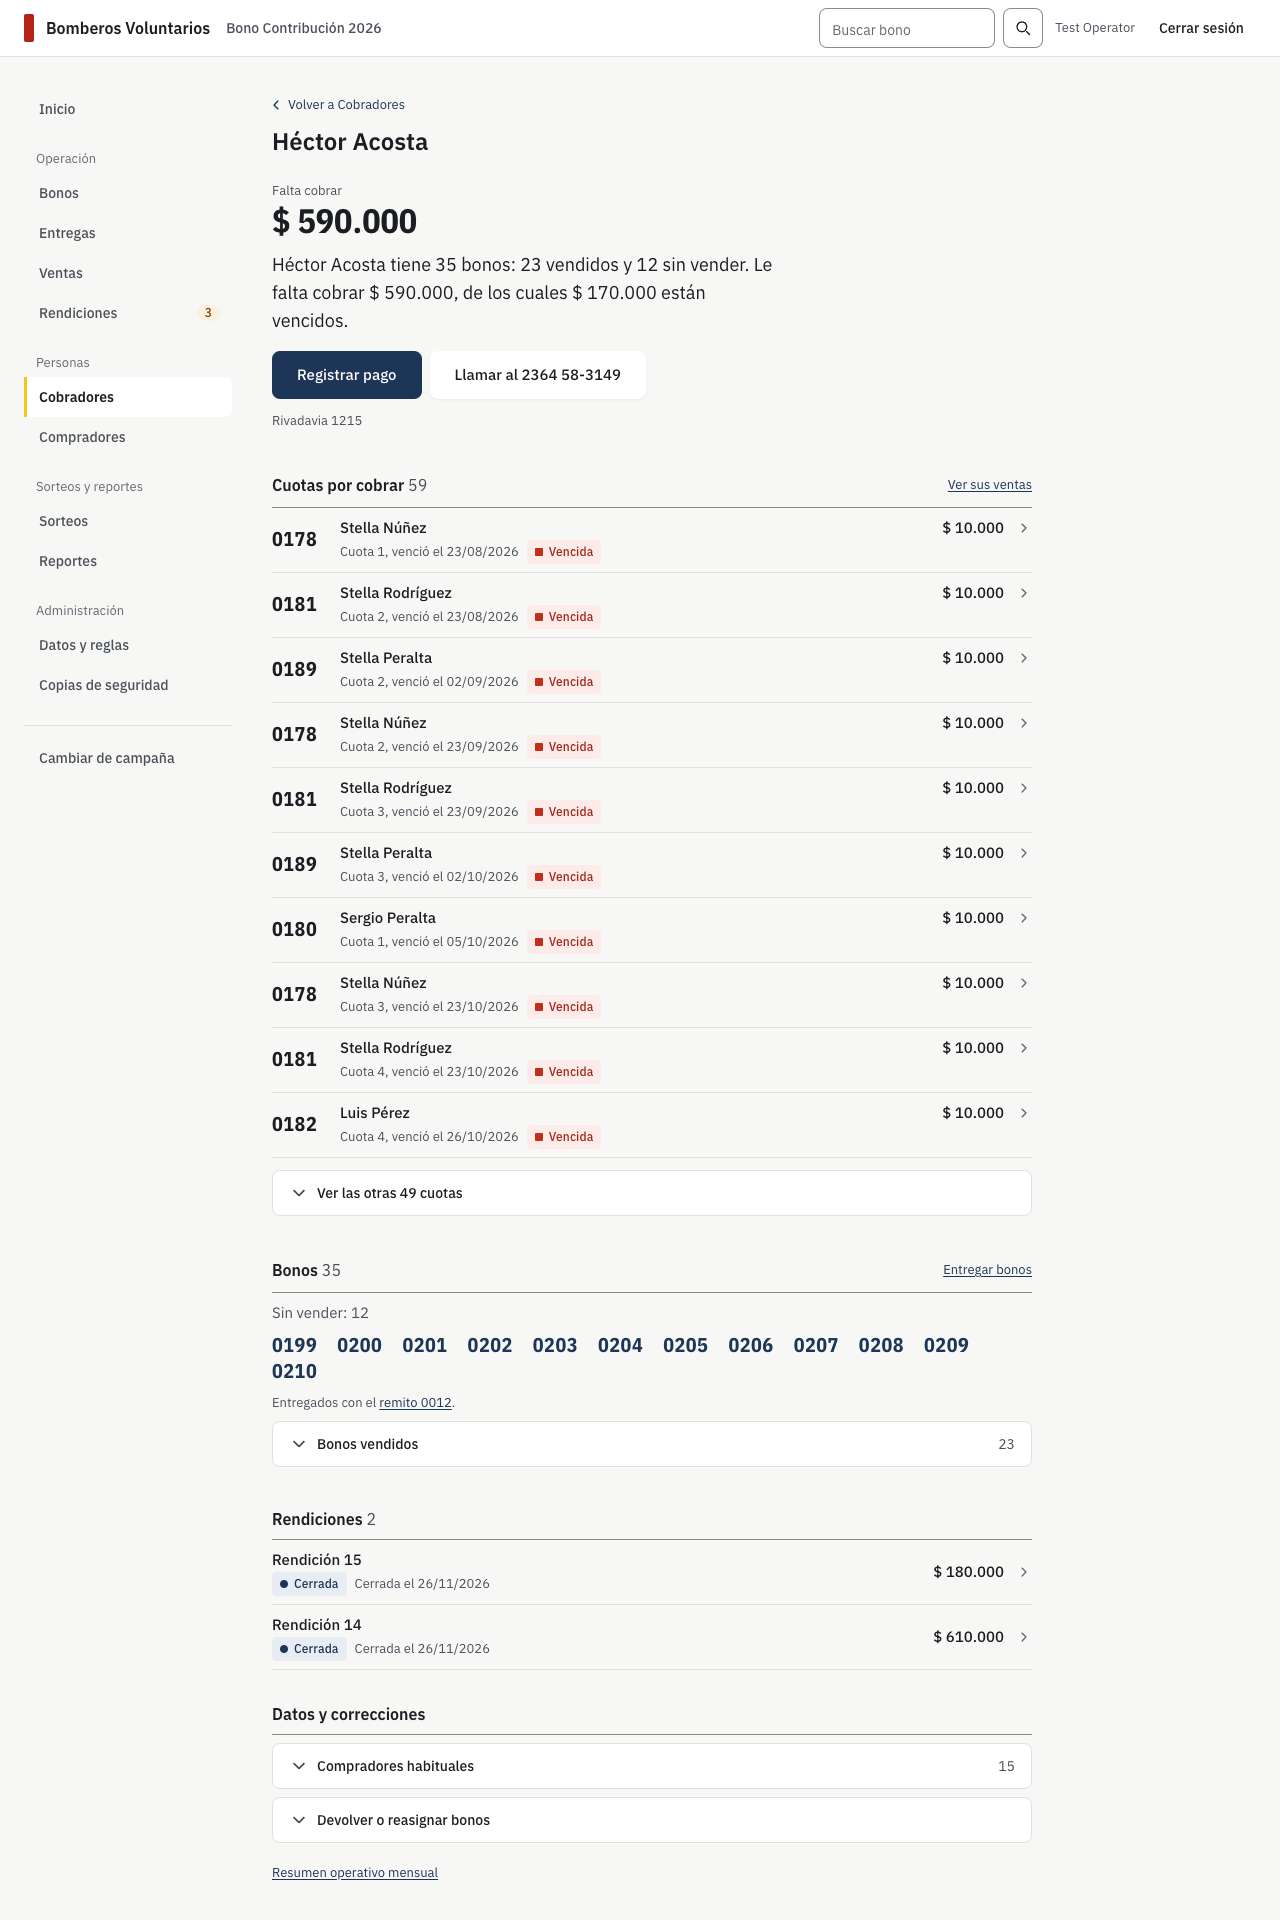 Bomberos Voluntarios
Bono Contribución 2026
Buscar bono
Test Operator
Cerrar sesión
Inicio
Operación
Bonos
Entregas
Ventas
Rendiciones 3
Personas
Cobradores
Compradores
Sorteos y reportes
Sorteos
Reportes
Administración
Datos y reglas
Copias de seguridad
Cambiar de campaña
Volver a Cobradores
Héctor Acosta
Falta cobrar
$ 590.000
Héctor Acosta tiene 35 bonos: 23 vendidos y 12 sin vender. Le
falta cobrar $ 590.000, de los cuales $ 170.000 están
vencidos.
Registrar pago
Llamar al 2364 58-3149
Rivadavia 1215
Cuotas por cobrar 59
Ver sus ventas
0178
Stella Núñez
$ 10.000
Cuota 1, venció el 23/08/2026
Vencida
0181
Stella Rodríguez
$ 10.000
Cuota 2, venció el 23/08/2026
Vencida
0189
Stella Peralta
$ 10.000
Cuota 2, venció el 02/09/2026
Vencida
0178
Stella Núñez
$ 10.000
Cuota 2, venció el 23/09/2026
Vencida
0181
Stella Rodríguez
$ 10.000
Cuota 3, venció el 23/09/2026
Vencida
0189
Stella Peralta
$ 10.000
Cuota 3, venció el 02/10/2026
Vencida
0180
Sergio Peralta
$ 10.000
Cuota 1, venció el 05/10/2026
Vencida
0178
Stella Núñez
$ 10.000
Cuota 3, venció el 23/10/2026
Vencida
0181
Stella Rodríguez
$ 10.000
Cuota 4, venció el 23/10/2026
Vencida
0182
Luis Pérez
$ 10.000
Cuota 4, venció el 26/10/2026
Vencida
Ver las otras 49 cuotas
Bonos 35
Entregar bonos
Sin vender: 12
0199 0200 0201 0202 0203 0204 0205 0206 0207 0208 0209
0210
Entregados con el remito 0012.
Bonos vendidos
23
Rendiciones 2
Rendición 15
$ 180.000
Cerrada
Cerrada el 26/11/2026
Rendición 14
$ 610.000
Cerrada
Cerrada el 26/11/2026
Datos y correcciones
Compradores habituales
15
Devolver o reasignar bonos
Resumen operativo mensual